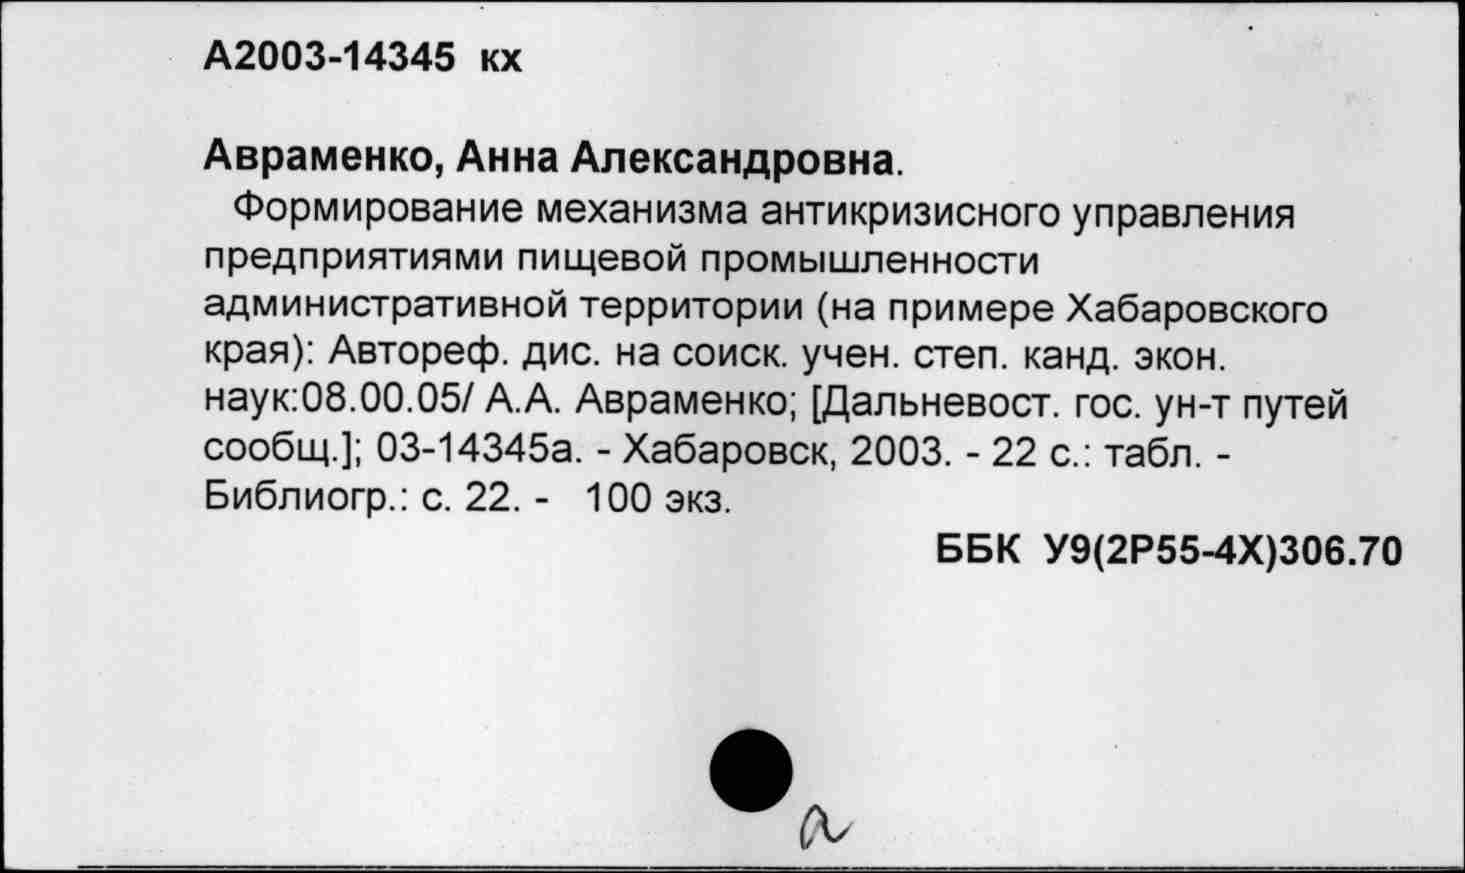 А2003-14345 кх
Авраменко, Анна Александровна.
Формирование механизма антикризисного управления
предприятиями пищевой промышленности
административной территории (на примере Хабаровского
края): Автореф. дис. на соиск. учен. степ. канд. экон.
наук:08.00.05/ А.А. Авраменко; [Дальневост. гос. ун-т путей
сообщ.]; 03-14345а. - Хабаровск, 2003. - 22 с.: табл. -
Библиогр.: с. 22. - 100 экз.
ББК У9(2Р55-4Х)306.70
а